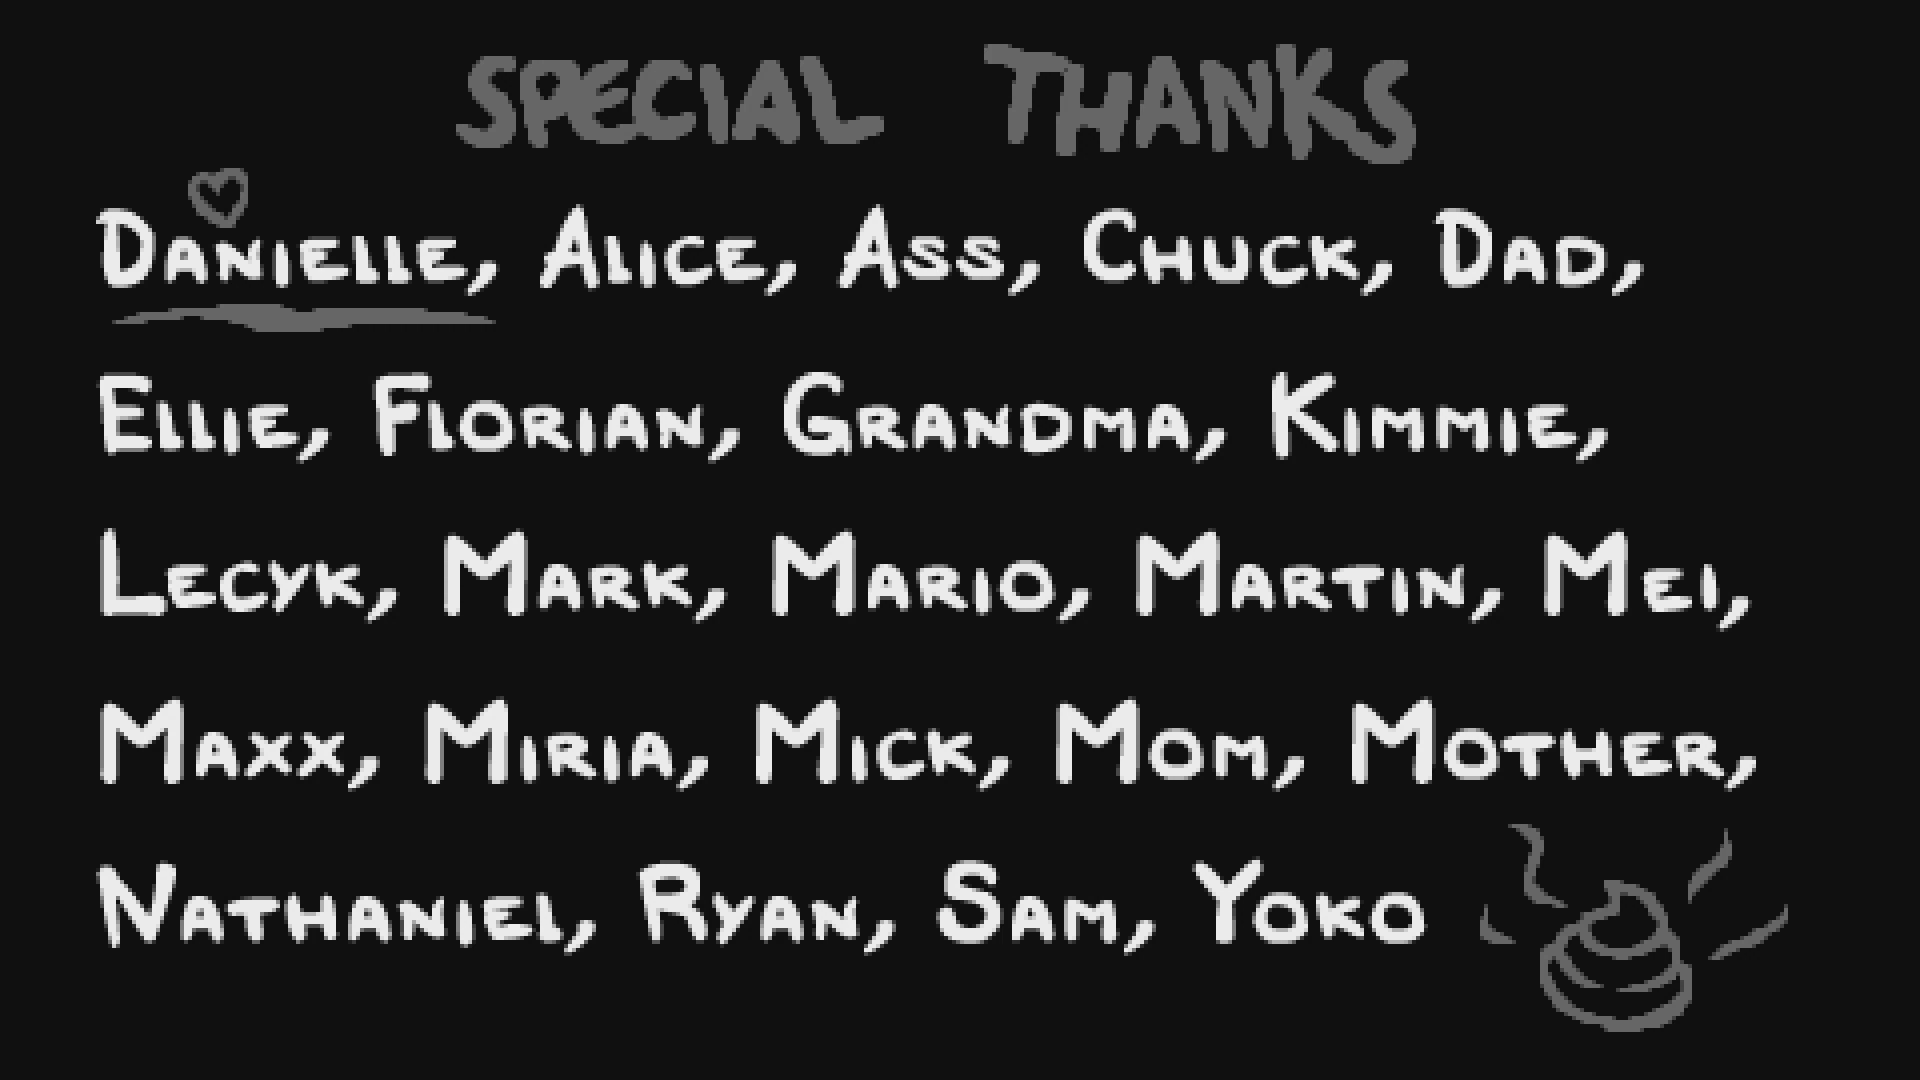 SPECIAL THANKS
DANIELLE, ALICE, ASS, CHUCK, DAD,
ELLIE, FLORIAN, GRANDMA, KIMMIE,
LECYK, MARK, MARIO, MARTIN, MEI,
MAXX, MIRIA, MICK, MOM, MOTHER,
NATHANIEL, RYAN, SAM, YOKO